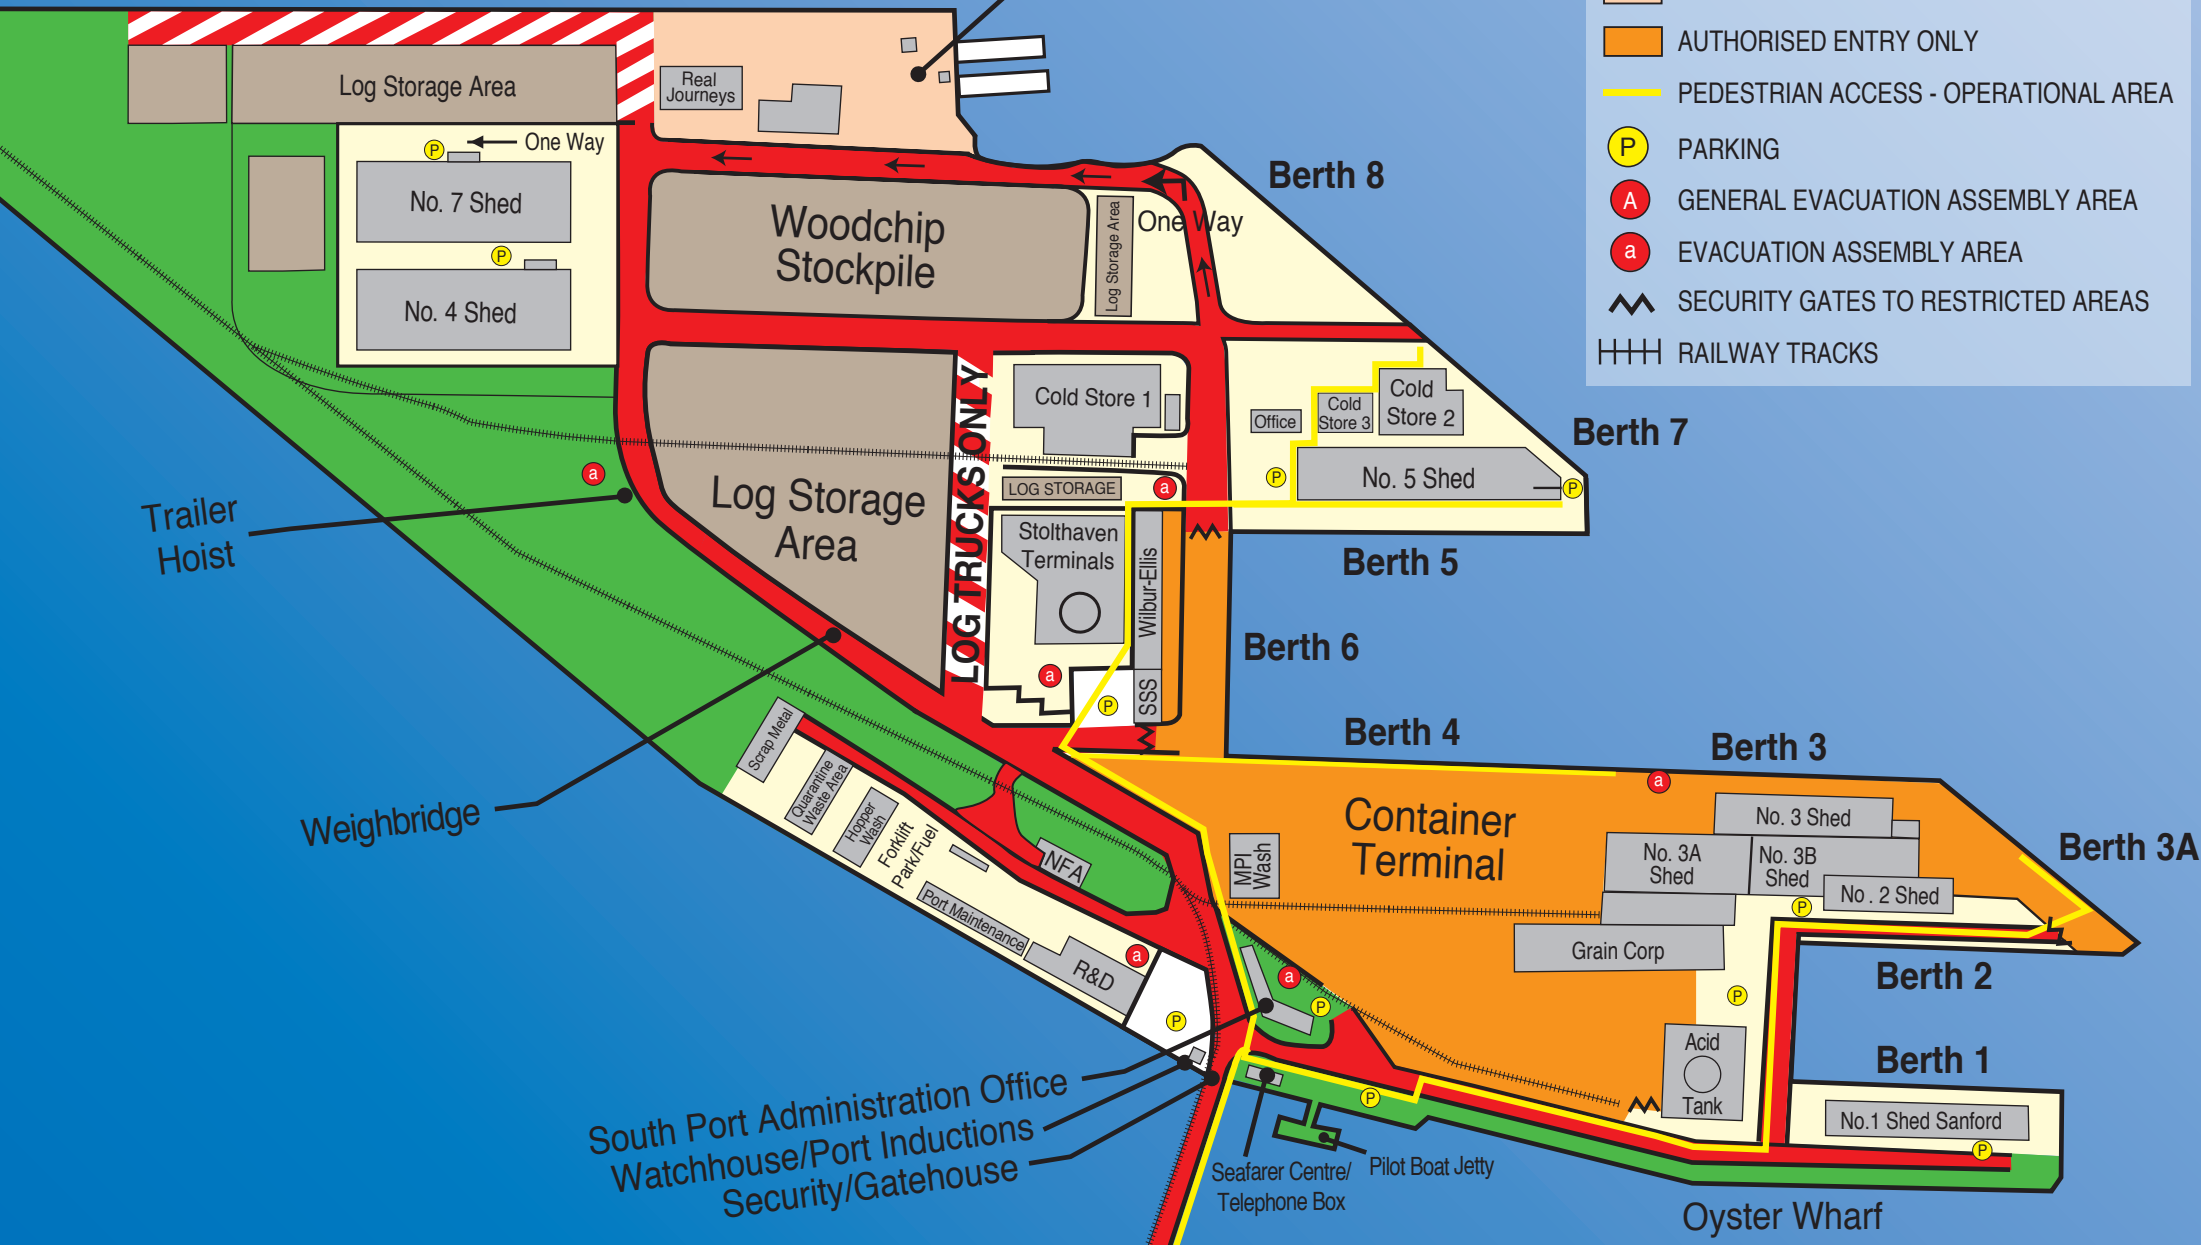 AUTHORISED ENTRY ONLY
PEDESTRIAN ACCESS - OPERATIONAL AREA
P
PARKING
A
GENERAL EVACUATION ASSEMBLY AREA
a
EVACUATION ASSEMBLY AREA
SECURITY GATES TO RESTRICTED AREAS
RAILWAY TRACKS
Log Storage Area
Real
Journeys
P
One Way
No. 7 Shed
P
No. 4 Shed
Woodchip
Stockpile
Log Storage Area
One Way
Berth 8
Cold Store 1
LOG TRUCKS ONLY
LOG STORAGE
a
Office
Cold
Store 3
Cold
Store 2
Berth 7
P
No. 5 Shed
P
Berth 5
a
Trailer
Hoist
Log Storage
Area
Stolthaven
Terminals
Wilbur-Ellis
SSS
a
P
Berth 6
Berth 4
Berth 3
a
Berth 3A
Weighbridge
Scrap Metal
Quarantine
Waste Area
Hopper
Wash
Forklift
Park/Fuel
NFA
Port Maintenance
R&D
a
P
MPI
Wash
Container
Terminal
No. 3 Shed
No. 3A
Shed
No. 3B
Shed
No . 2 Shed
P
Grain Corp
Berth 2
a
P
P
Acid
Tank
Berth 1
No.1 Shed Sanford
P
P
South Port Administration Office
Watchhouse/Port Inductions
Security/Gatehouse
Seafarer Centre/
Telephone Box
Pilot Boat Jetty
Oyster Wharf